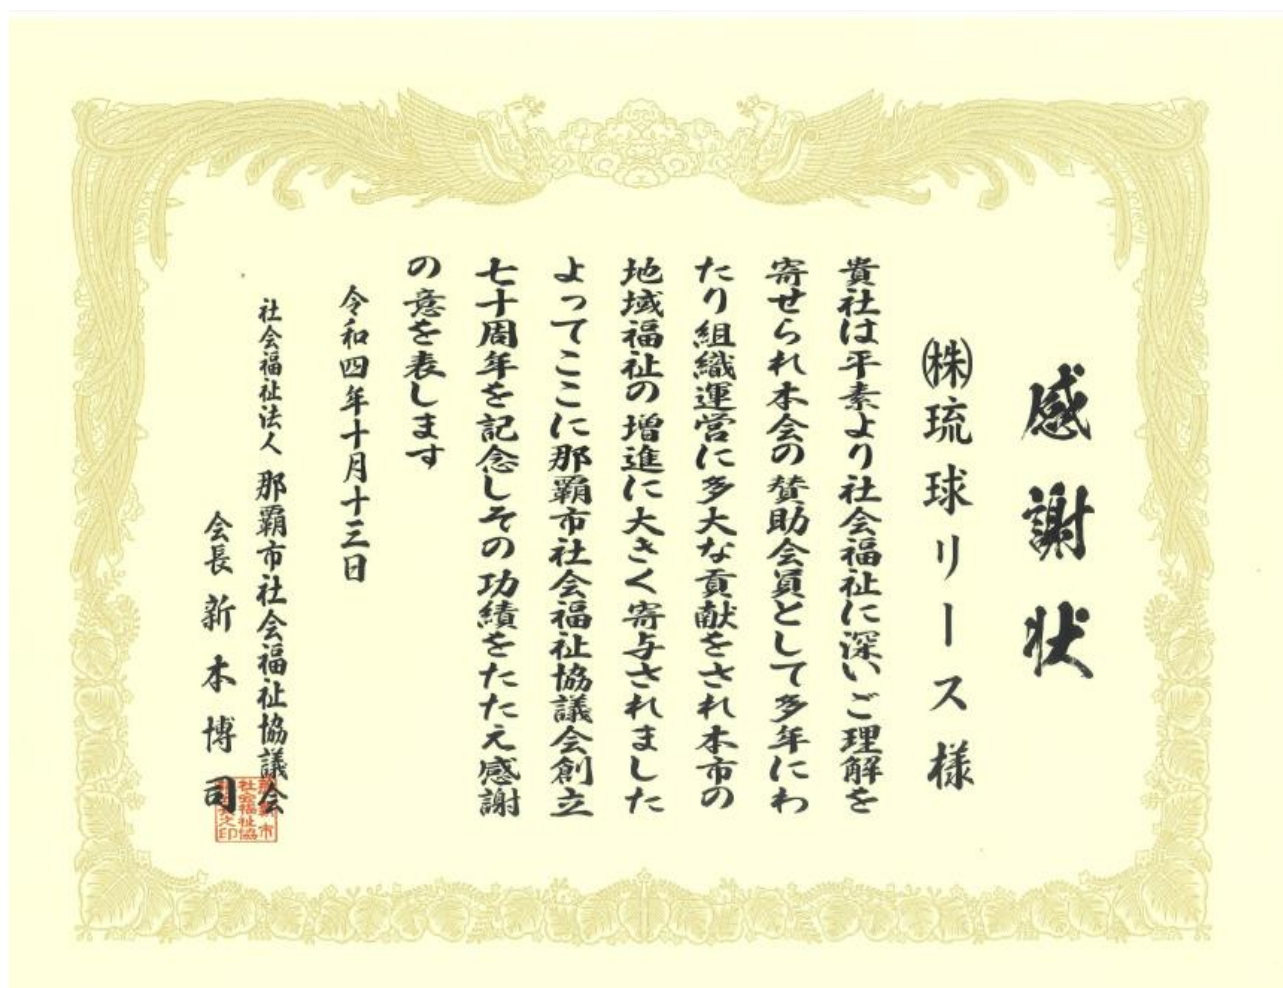 感謝状
㈱琉球リース様
貴社は平素より社会福祉に深いご理解を
寄せられ本会の賛助会員として多年にわ
たり組織運営に多大な貢献をされ本市の
地域福祉の増進に大きく寄与されました
よってここに那覇市社会福祉協議会創立
七十周年を記念しその功績をたたえ感謝
の意を表します
令和四年十月十三日
社会福祉法人 那覇市社会福祉協議会
会長 新本博司